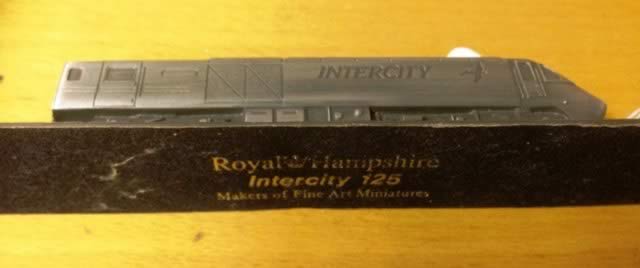 INTERCITY
Royal Hampshire
Intercity 125
Makers of Fine Art Miniatures